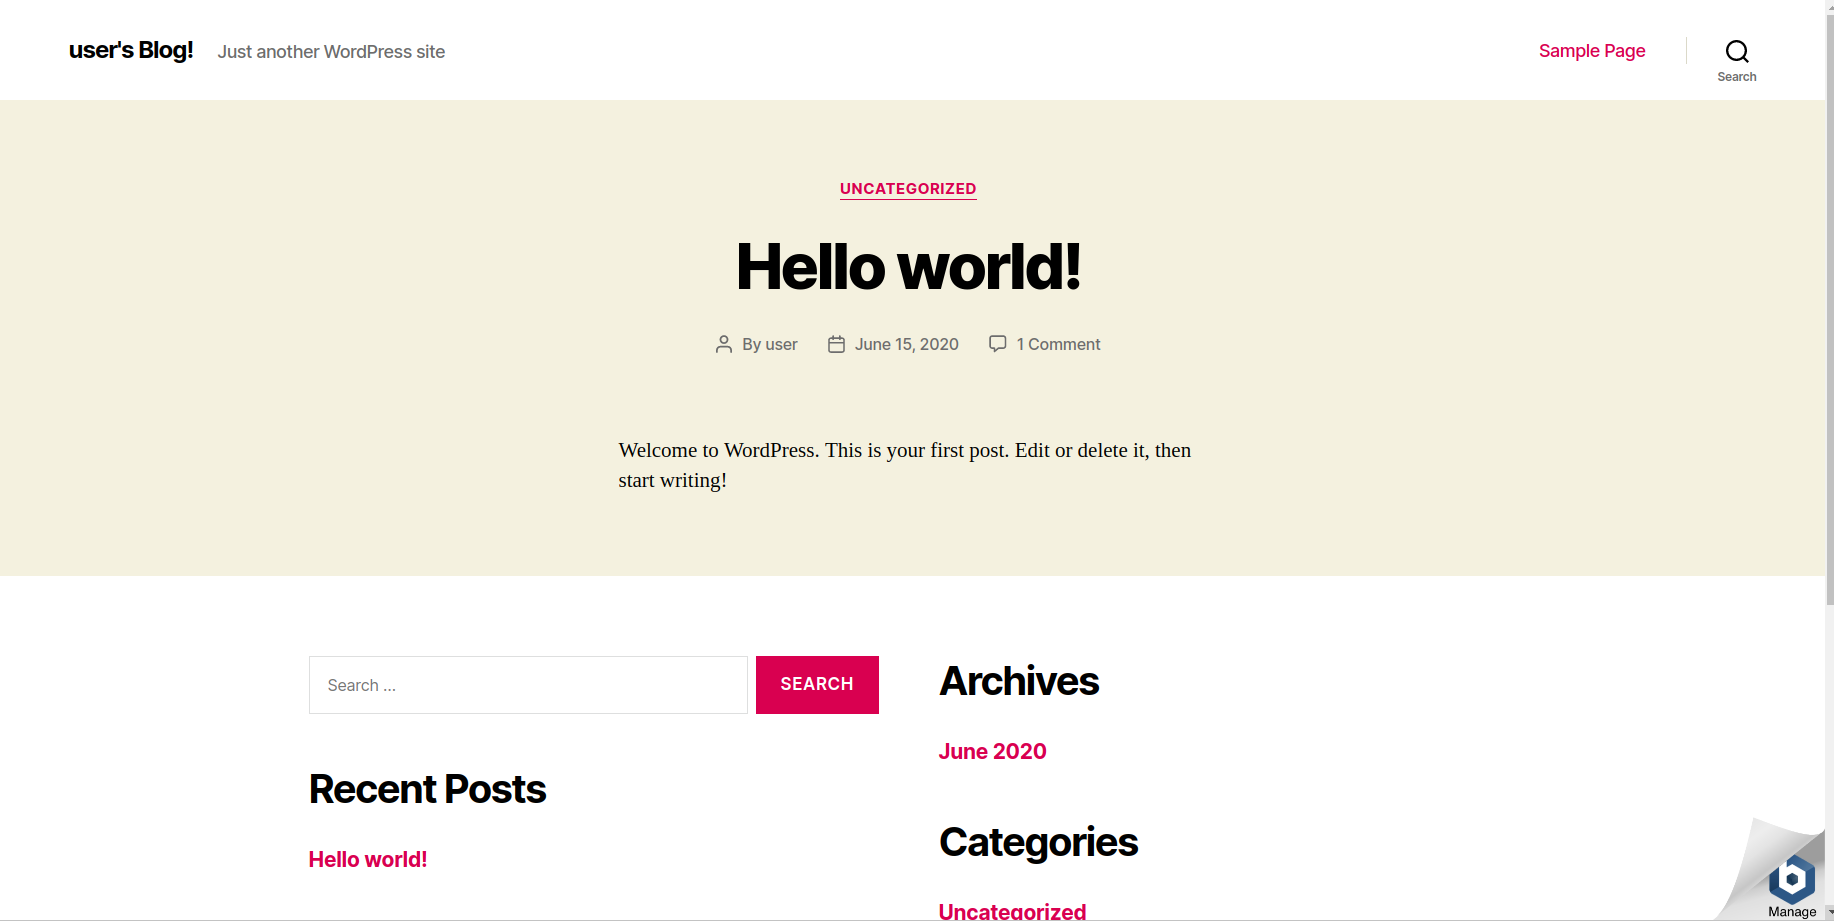 user's Blog!
Just another WordPress site
Sample Page
Search
UNCATEGORIZED
Hello world!
By user
June 15, 2020
1 Comment
Welcome to WordPress. This is your first post. Edit or delete it, then
start writing!
Search …
SEARCH
Recent Posts
Hello world!
Archives
June 2020
Categories
Uncategorized
Manage